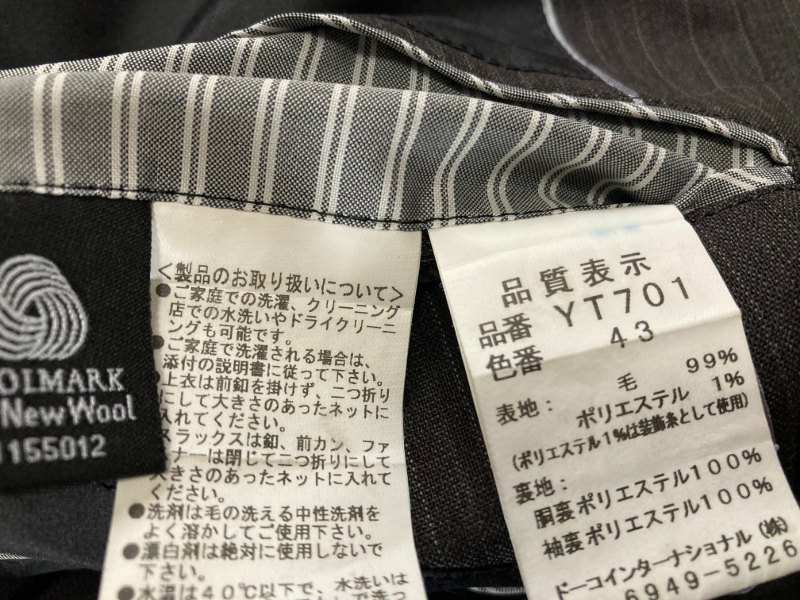 OLMARK
New Wool
1155012
<製品のお取り扱いについて>
●ご家庭での洗濯、クリーニング
店での水洗いやドライクリーニ
ングも可能です。
●ご家庭で洗濯される場合は、
添付の説明書に従って下さい。
●上衣は前釦を掛けず、二つ折り
にして大きさのあったネットに
入れてください。
スラックスは釦、前カン、ファ
ナーは閉じて二つ折りにして
大きさのあったネットに入れて
ください。
●洗剤は毛の洗える中性洗剤を
よく溶かしてご使用下さい。
●漂白剤は絶対に使用しないで
下さい。
●水温は40℃以下で、水洗いは
品質表示
品番 YT701
色番 43
表地: 毛 99%
ポリエステル 1%
(ポリエステル1%は装飾糸として使用)
裏地:
胴裏ポリエステル100%
袖裏ポリエステル100%
ドーコインターナショナル(株)
6949-5226